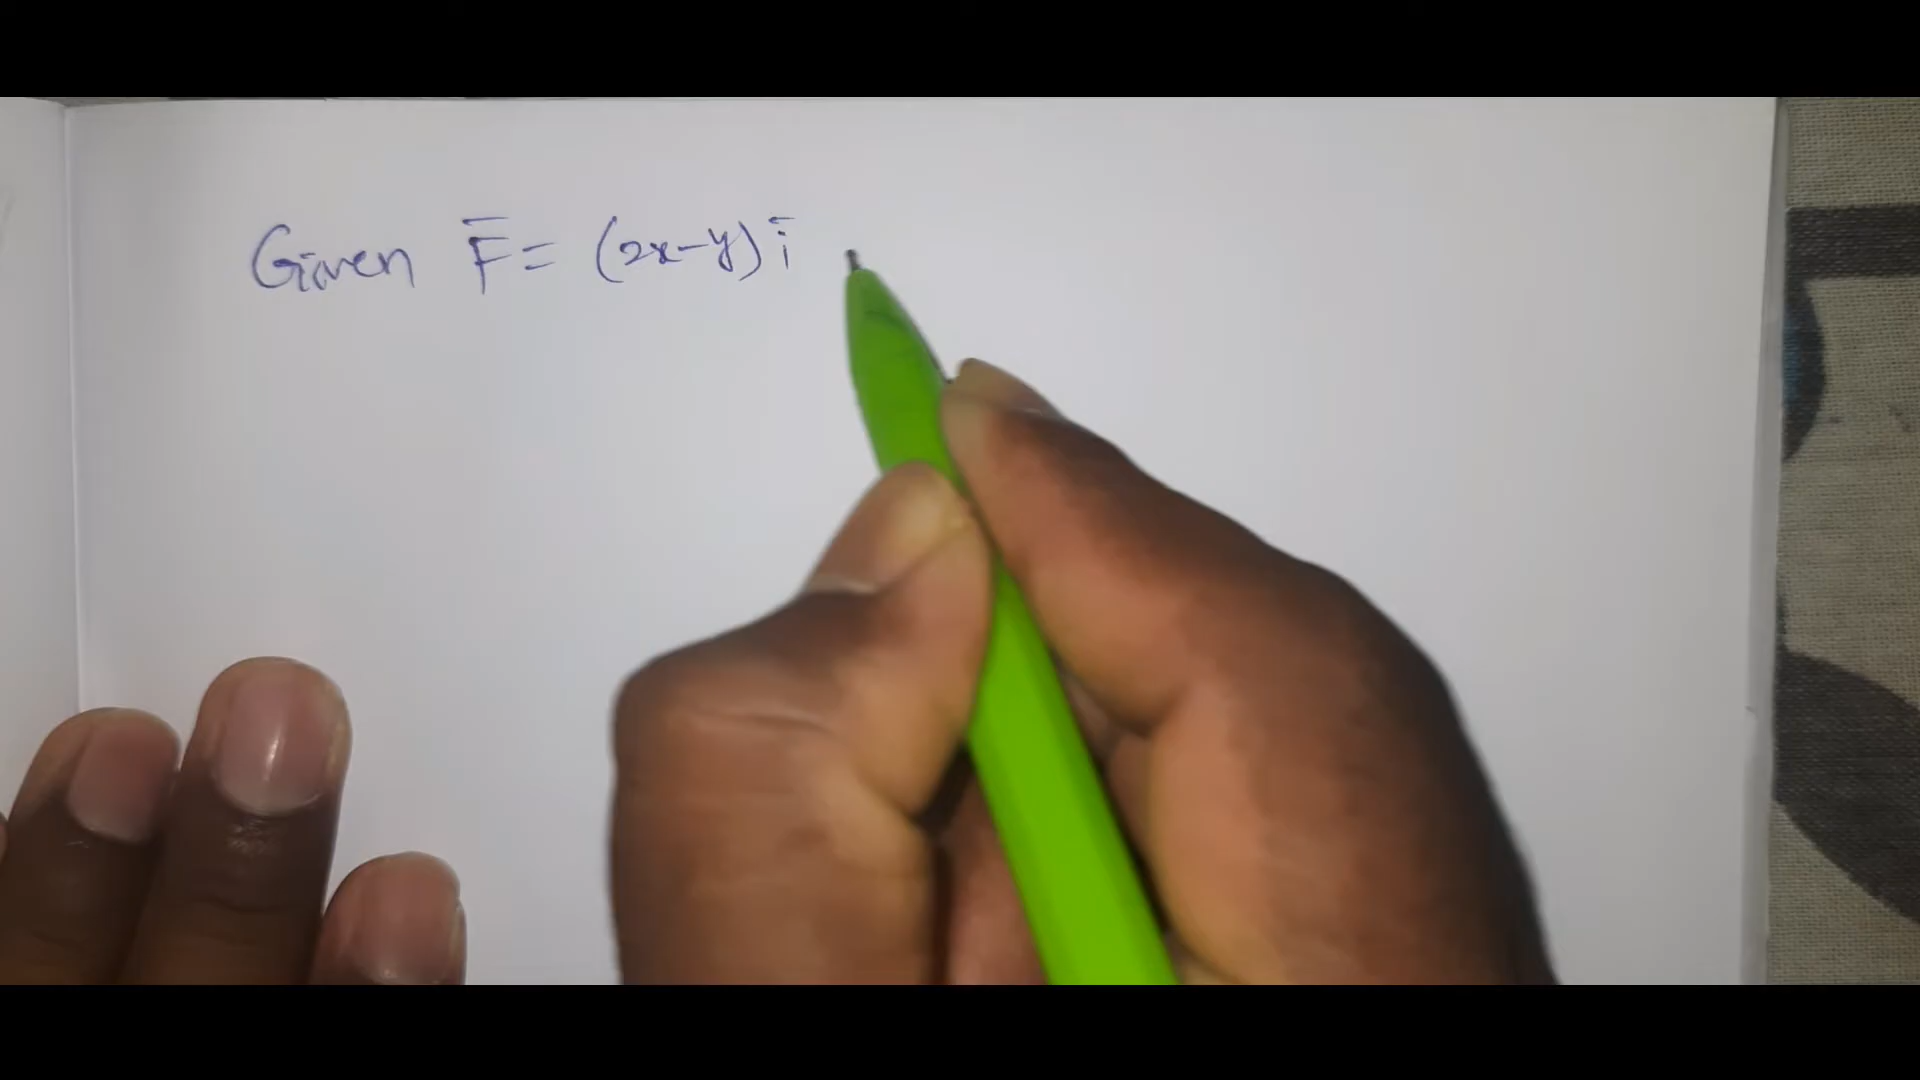 Given F̅ = (2x-y) i̅